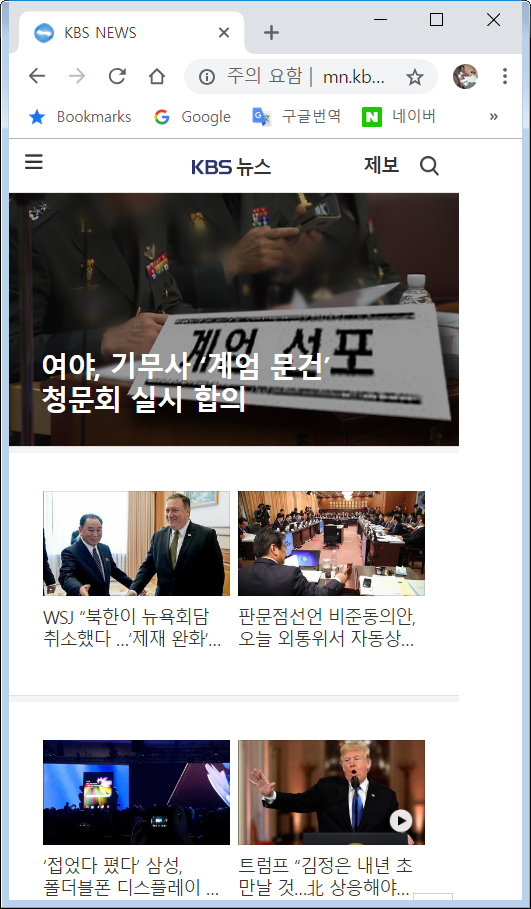 KBS NEWS
주의 요함 | mn.kb...
Bookmarks Google 구글번역 네이버 »
KBS 뉴스 제보
계엄 선포
여야, 기무사 ‘계엄 문건’
청문회 실시 합의
WSJ “북한이 뉴욕회담
취소했다 ...‘제재 완화’...
판문점선언 비준동의안,
오늘 외통위서 자동상...
‘접었다 폈다’ 삼성,
폴더블폰 디스플레이 ...
트럼프 “김정은 내년 초
만날 것...北 상응해야...